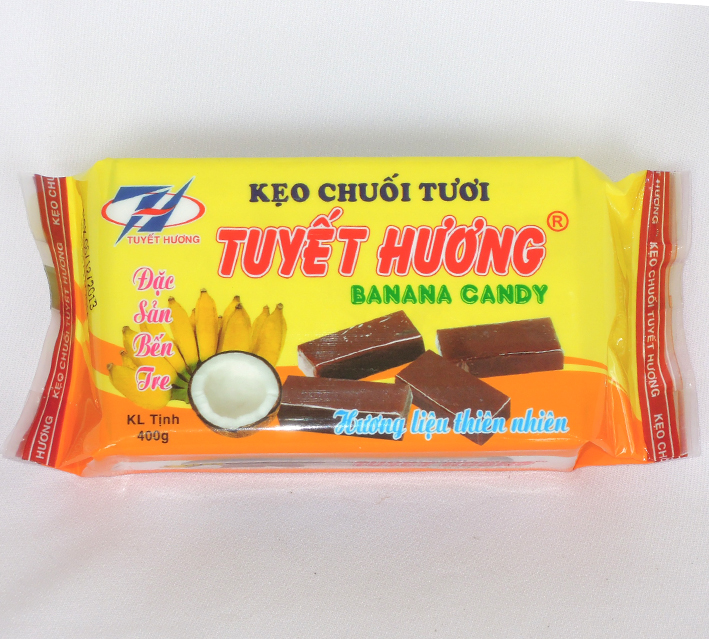 TUYẾT HƯƠNG
KẸO CHUỐI TƯƠI
TUYẾT HƯƠNG ®
BANANA CANDY
Đặc
Sản
Bến
Tre
KL Tịnh
400g
Hương liệu thiên nhiên
KẸO CHUỐI TUYẾT HƯƠNG
HƯƠNG
KẸO CHUỐI TUYẾT HƯƠNG